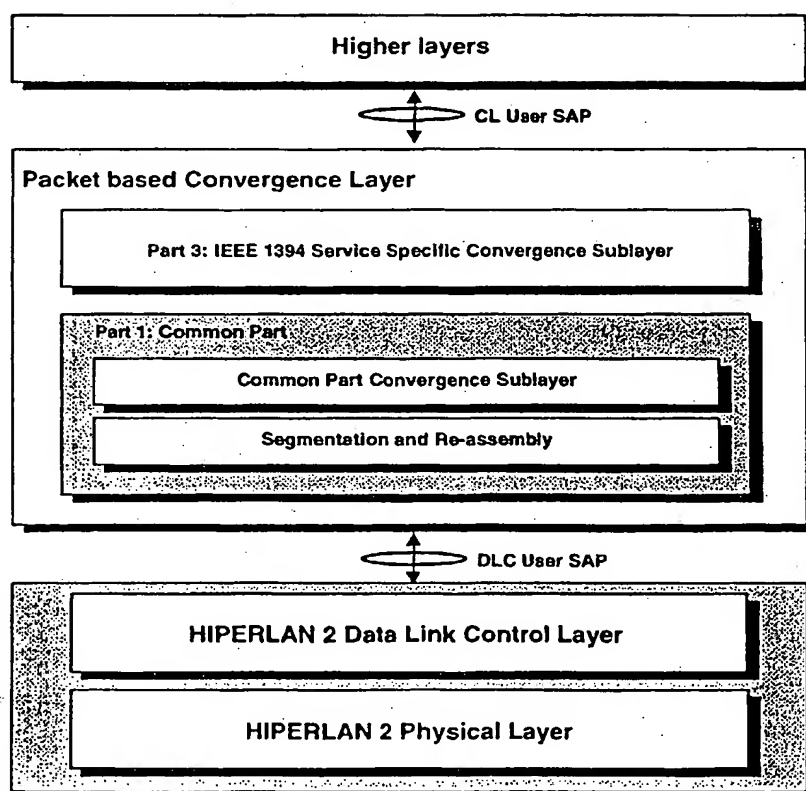 Higher layers
CL User SAP
Packet based Convergence Layer
Part 3: IEEE 1394 Service Specific Convergence Sublayer
Part 1: Common Part
Common Part Convergence Sublayer
Segmentation and Re-assembly
DLC User SAP
HIPERLAN 2 Data Link Control Layer
HIPERLAN 2 Physical Layer